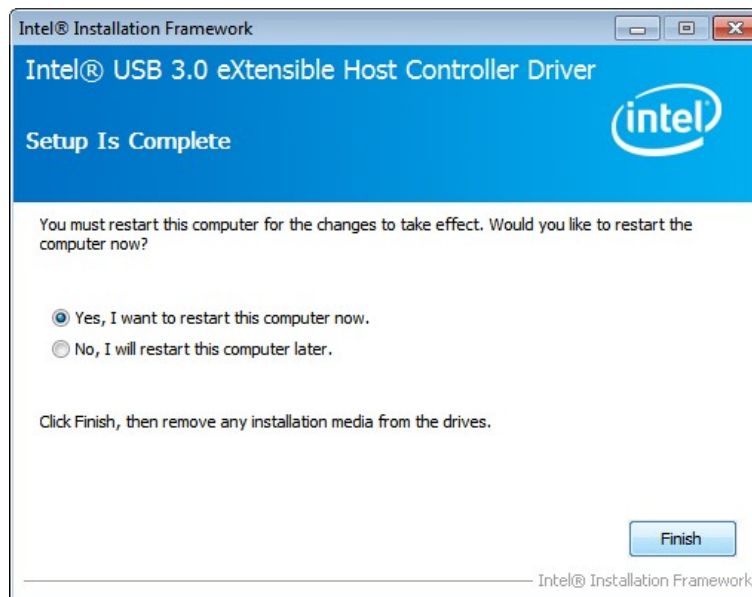 Intel® Installation Framework
Intel® USB 3.0 eXtensible Host Controller Driver
intel®
Setup Is Complete
You must restart this computer for the changes to take effect. Would you like to restart the
computer now?
Yes, I want to restart this computer now.
No, I will restart this computer later.
Click Finish, then remove any installation media from the drives.
Finish
Intel® Installation Framework